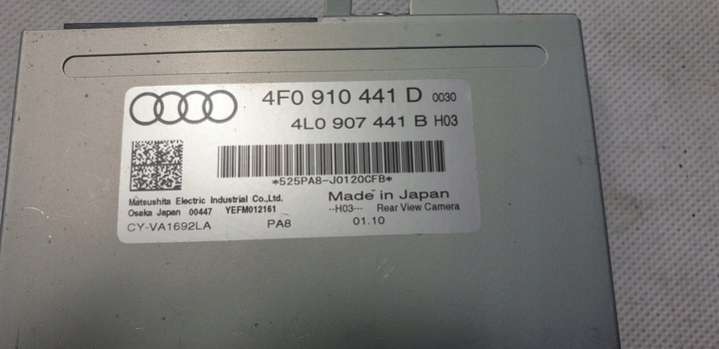 4F0 910 441 D 0030
4L0 907 441 B H03
*525PA8-J0120CFB*
Matsushita Electric Industrial Co.,Ltd.
Osaka Japan 00447 YEFM012161
Made in Japan
--H03--- Rear View Camera
CY-VA1692LA PA8 01.10